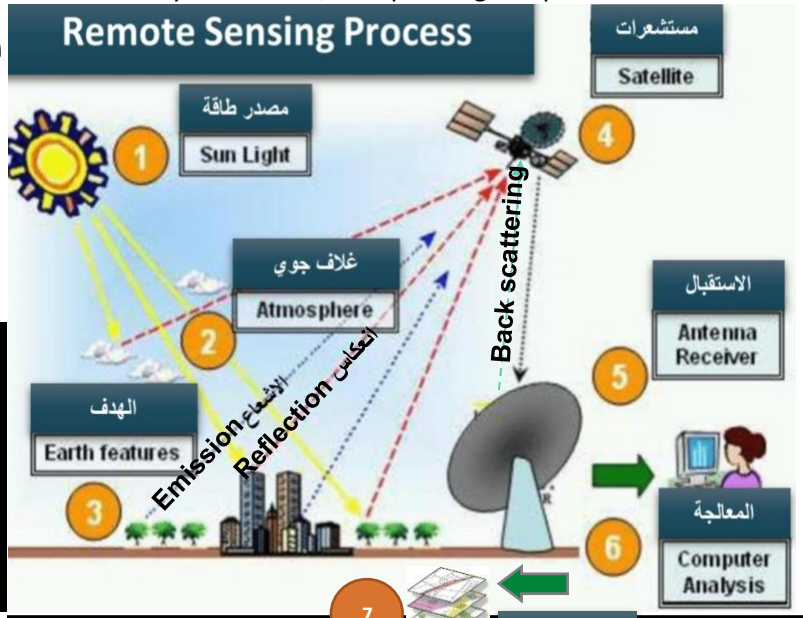 Remote Sensing Process
مستشعرات
Satellite
4
مصدر طاقة
Sun Light
1
غلاف جوي
Atmosphere
2
Back scattering
الاستقبال
Antenna
Receiver
5
الهدف
Earth features
3
Emission الإشعاع
Reflection انعكاس
R
المعالجة
Computer
Analysis
6
7